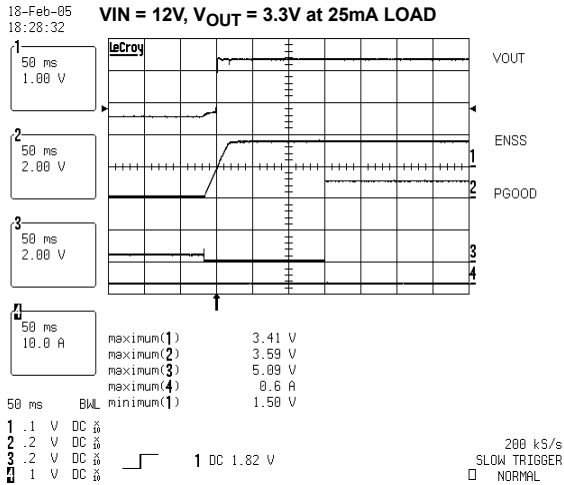 18-Feb-05
18:28:32
VIN = 12V, VOUT = 3.3V at 25mA LOAD
LeCroy
1
50 ms
1.00 V
2
50 ms
2.00 V
3
50 ms
2.00 V
4
50 ms
10.0 A
VOUT
ENSS
PGOOD
1
2
3
4
maximum(1) 3.41 V
maximum(2) 3.59 V
maximum(3) 5.09 V
maximum(4) 0.6 A
minimum(1) 1.50 V
50 ms BWL
1 .1 V DC X10
2 .2 V DC X10
3 .2 V DC X10
4 1 V DC X10
1 DC 1.82 V
200 kS/s
SLOW TRIGGER
NORMAL